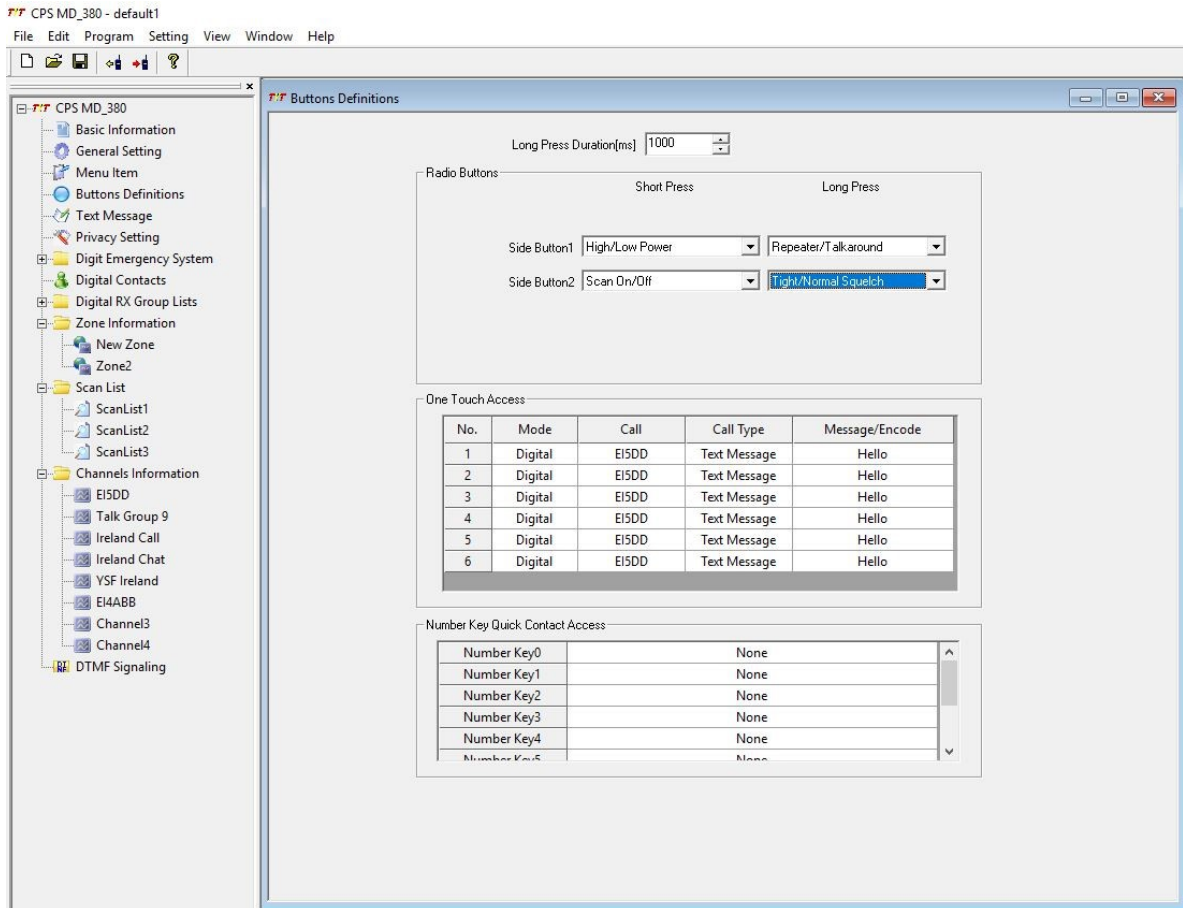 TYT CPS MD_380 - default1
File Edit Program Setting View Window Help
TYT CPS MD_380
Basic Information
General Setting
Menu Item
Buttons Definitions
Text Message
Privacy Setting
Digit Emergency System
Digital Contacts
Digital RX Group Lists
Zone Information
New Zone
Zone2
Scan List
ScanList1
ScanList2
ScanList3
Channels Information
EI5DD
Talk Group 9
Ireland Call
Ireland Chat
YSF Ireland
EI4ABB
Channel3
Channel4
DTMF Signaling
TYT Buttons Definitions
Long Press Duration[ms] 1000
Radio Buttons
Short Press Long Press
Side Button1 High/Low Power Repeater/Talkaround
Side Button2 Scan On/Off Tight/Normal Squelch
One Touch Access
No. Mode Call Call Type Message/Encode
1 Digital EI5DD Text Message Hello
2 Digital EI5DD Text Message Hello
3 Digital EI5DD Text Message Hello
4 Digital EI5DD Text Message Hello
5 Digital EI5DD Text Message Hello
6 Digital EI5DD Text Message Hello
Number Key Quick Contact Access
Number Key0 None
Number Key1 None
Number Key2 None
Number Key3 None
Number Key4 None
Number Key5 None